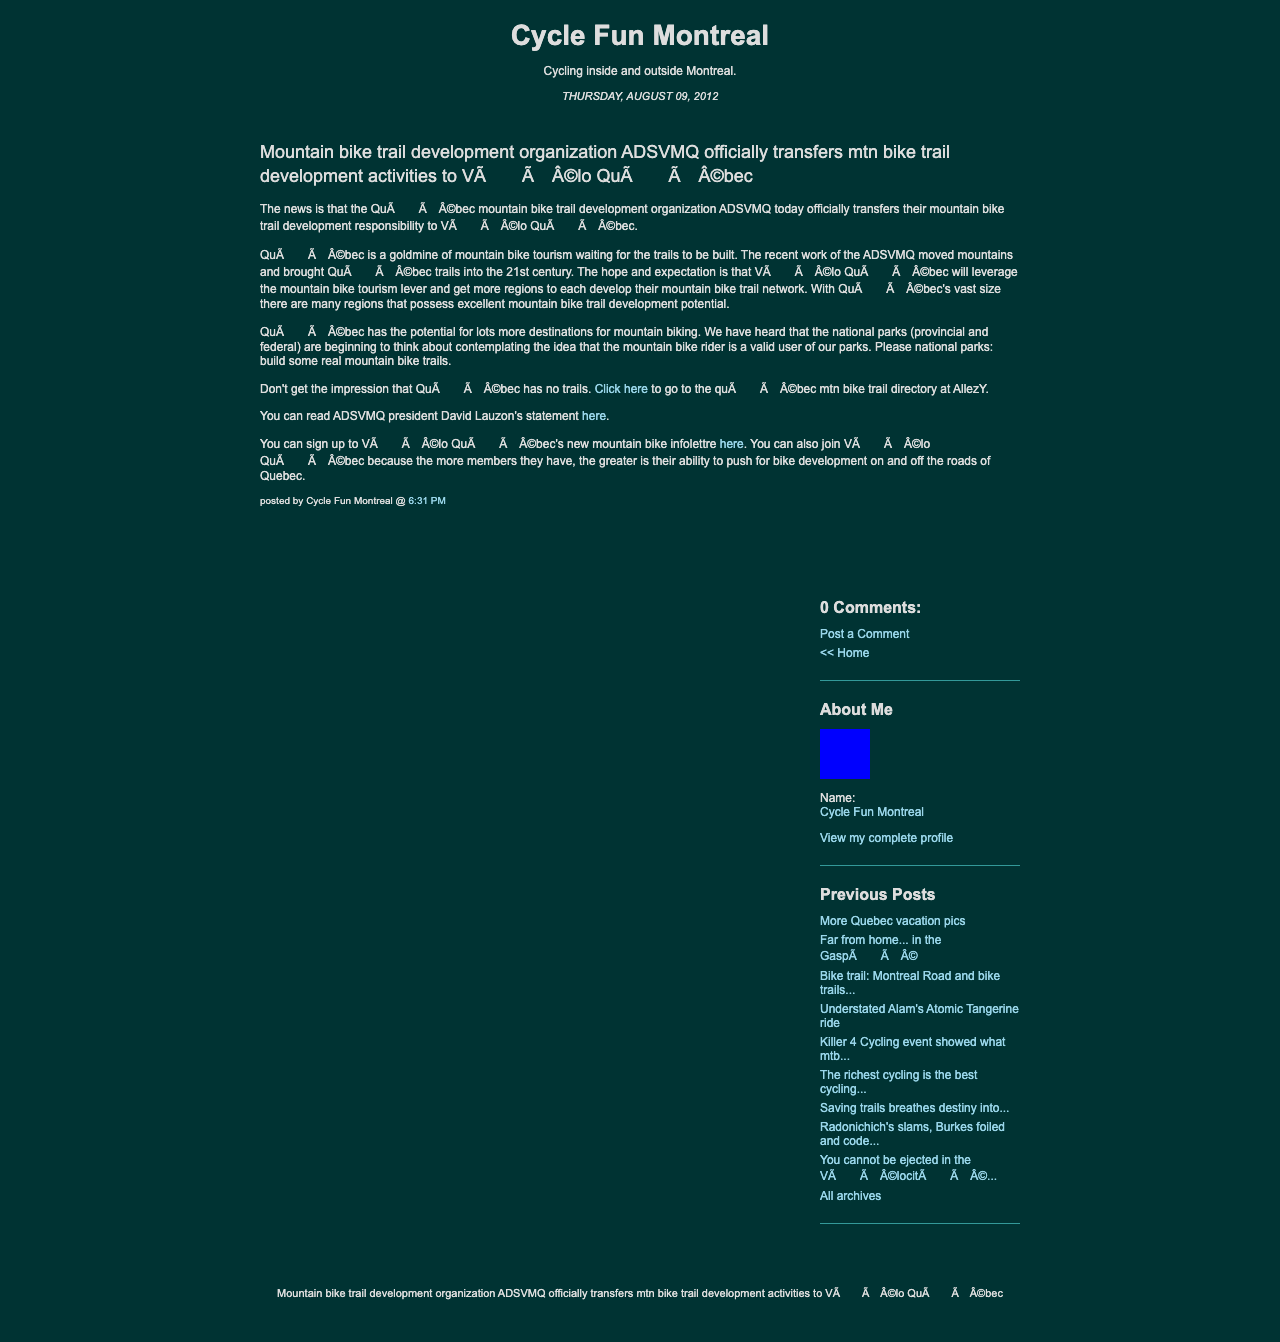 Cycle Fun Montreal
Cycling inside and outside Montreal.
THURSDAY, AUGUST 09, 2012
Mountain bike trail development organization ADSVMQ officially transfers mtn bike trail
development activities to VÃ Ã Â©lo QuÃ Ã Â©bec
The news is that the QuÃ Ã Â©bec mountain bike trail development organization ADSVMQ today officially transfers their mountain bike
trail development responsibility to VÃ Ã Â©lo QuÃ Ã Â©bec.
QuÃ Ã Â©bec is a goldmine of mountain bike tourism waiting for the trails to be built. The recent work of the ADSVMQ moved mountains
and brought QuÃ Ã Â©bec trails into the 21st century. The hope and expectation is that VÃ Ã Â©lo QuÃ Ã Â©bec will leverage
the mountain bike tourism lever and get more regions to each develop their mountain bike trail network. With QuÃ Ã Â©bec's vast size
there are many regions that possess excellent mountain bike trail development potential.
QuÃ Ã Â©bec has the potential for lots more destinations for mountain biking. We have heard that the national parks (provincial and
federal) are beginning to think about contemplating the idea that the mountain bike rider is a valid user of our parks. Please national parks:
build some real mountain bike trails.
Don't get the impression that QuÃ Ã Â©bec has no trails. Click here to go to the quÃ Ã Â©bec mtn bike trail directory at AllezY.
You can read ADSVMQ president David Lauzon's statement here.
You can sign up to VÃ Ã Â©lo QuÃ Ã Â©bec's new mountain bike infolettre here. You can also join VÃ Ã Â©lo
QuÃ Ã Â©bec because the more members they have, the greater is their ability to push for bike development on and off the roads of
Quebec.
posted by Cycle Fun Montreal @ 6:31 PM
0 Comments:
Post a Comment
<< Home
About Me
Name:
Cycle Fun Montreal
View my complete profile
Previous Posts
More Quebec vacation pics
Far from home... in the
GaspÃ Ã Â©
Bike trail: Montreal Road and bike
trails...
Understated Alam's Atomic Tangerine
ride
Killer 4 Cycling event showed what
mtb...
The richest cycling is the best
cycling...
Saving trails breathes destiny into...
Radonichich's slams, Burkes foiled
and code...
You cannot be ejected in the
VÃ Ã Â©locitÃ Ã Â©...
All archives
Mountain bike trail development organization ADSVMQ officially transfers mtn bike trail development activities to VÃ Ã Â©lo QuÃ Ã Â©bec